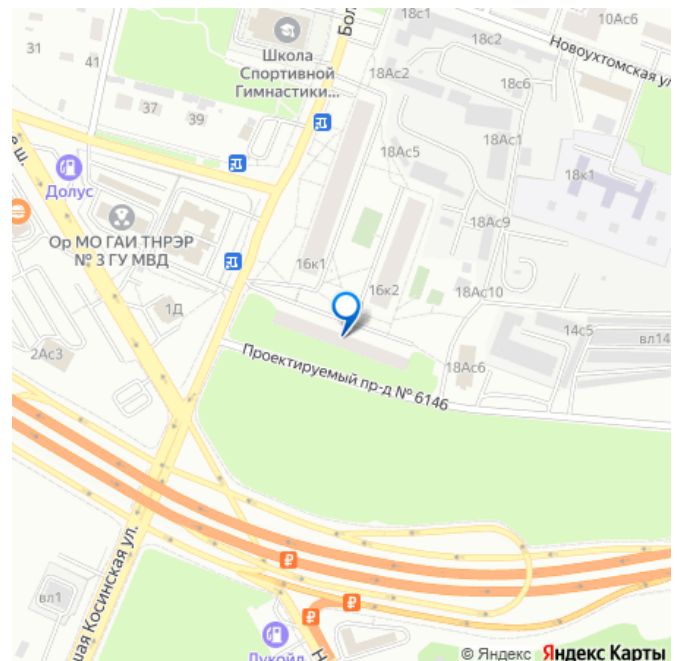 18с1
10Ас6
18с2
Новоухтомская ул
31
41
Бол
Школа
Спортивной
Гимнастики...
18Ас2
18с6
37
39
18Ас1
18Ас5
18к1
е ш.
Долус
Ор МО ГАИ ТНРЭР
№ 3 ГУ МВД
18Ас9
16к1
16к2
18Ас10
1Д
14с5
вл14
2Ас3
18Ас6
Проектируемый пр-д № 6146
шая Косинская ул.
вл1
Лукойл
Н
© Яндекс Яндекс Карты